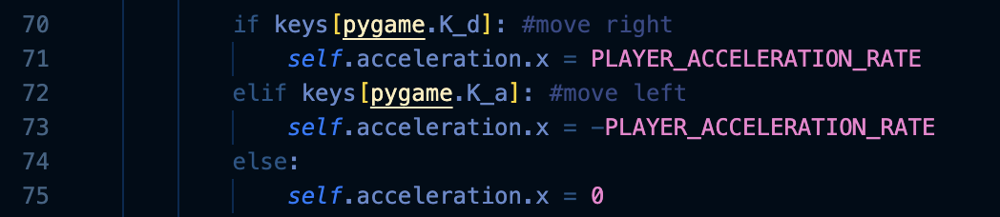 70 if keys[pygame.K_d]: #move right
71 self.acceleration.x = PLAYER_ACCELERATION_RATE
72 elif keys[pygame.K_a]: #move left
73 self.acceleration.x = -PLAYER_ACCELERATION_RATE
74 else:
75 self.acceleration.x = 0